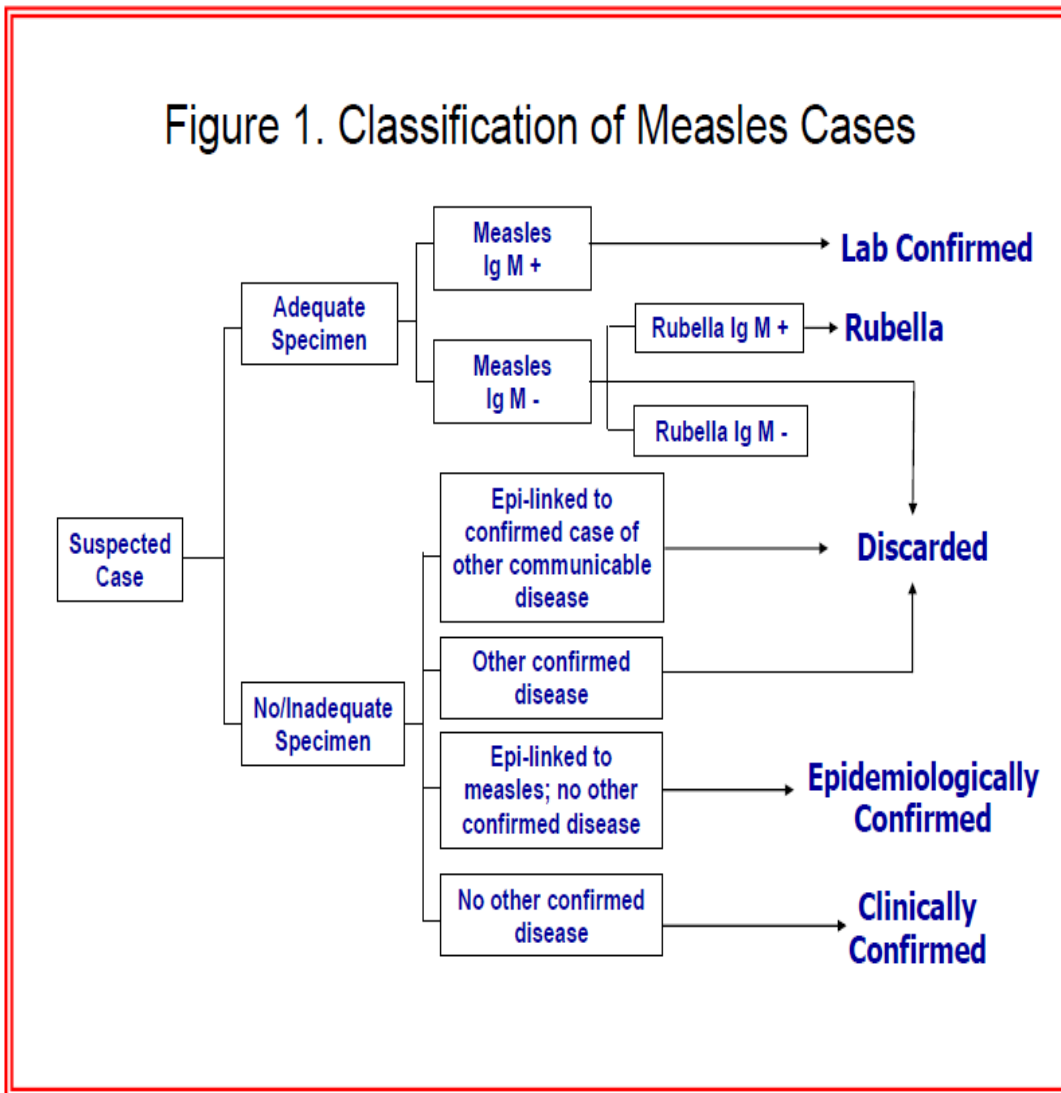 Figure 1. Classification of Measles Cases
Measles
Ig M +
Lab Confirmed
Adequate
Specimen
Rubella Ig M +
Rubella
Measles
Ig M -
Rubella Ig M -
Epi-linked to
confirmed case of
other communicable
disease
Discarded
Suspected
Case
Other confirmed
disease
No/Inadequate
Specimen
Epi-linked to
measles; no other
confirmed disease
Epidemiologically
Confirmed
No other confirmed
disease
Clinically
Confirmed